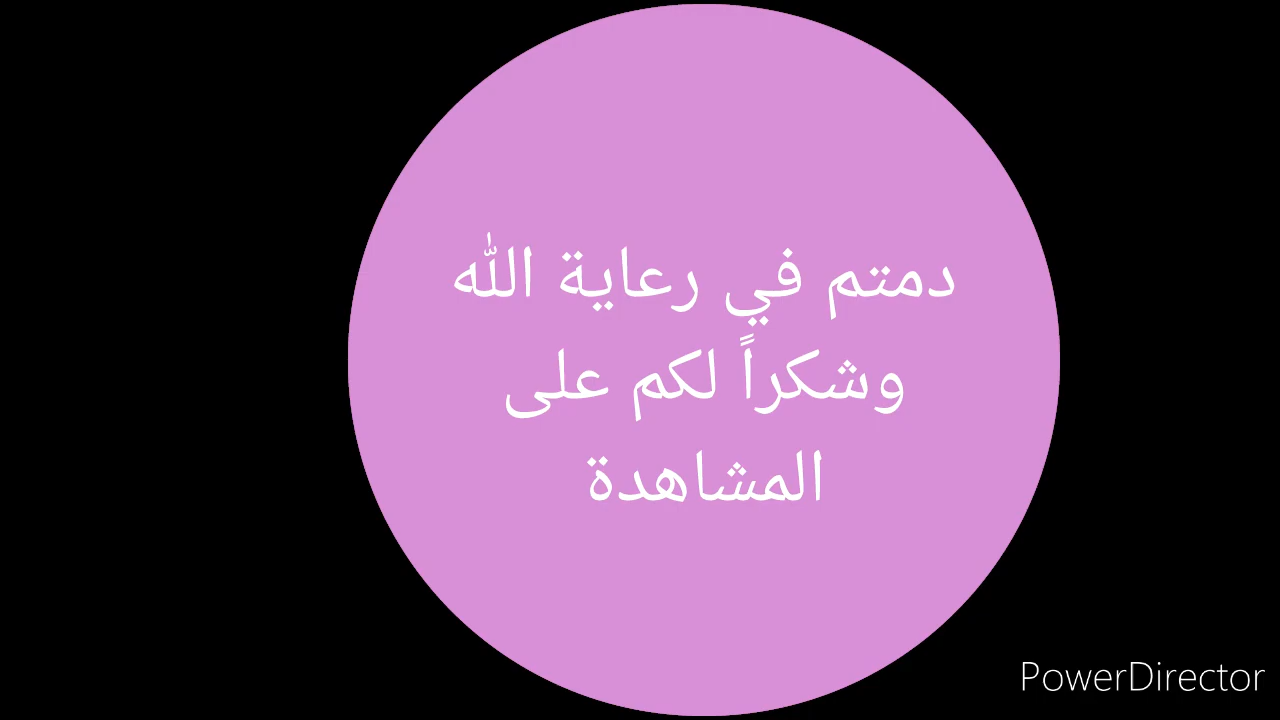 دمتم في رعاية الله
وشكراً لكم على
المشاهدة
PowerDirector